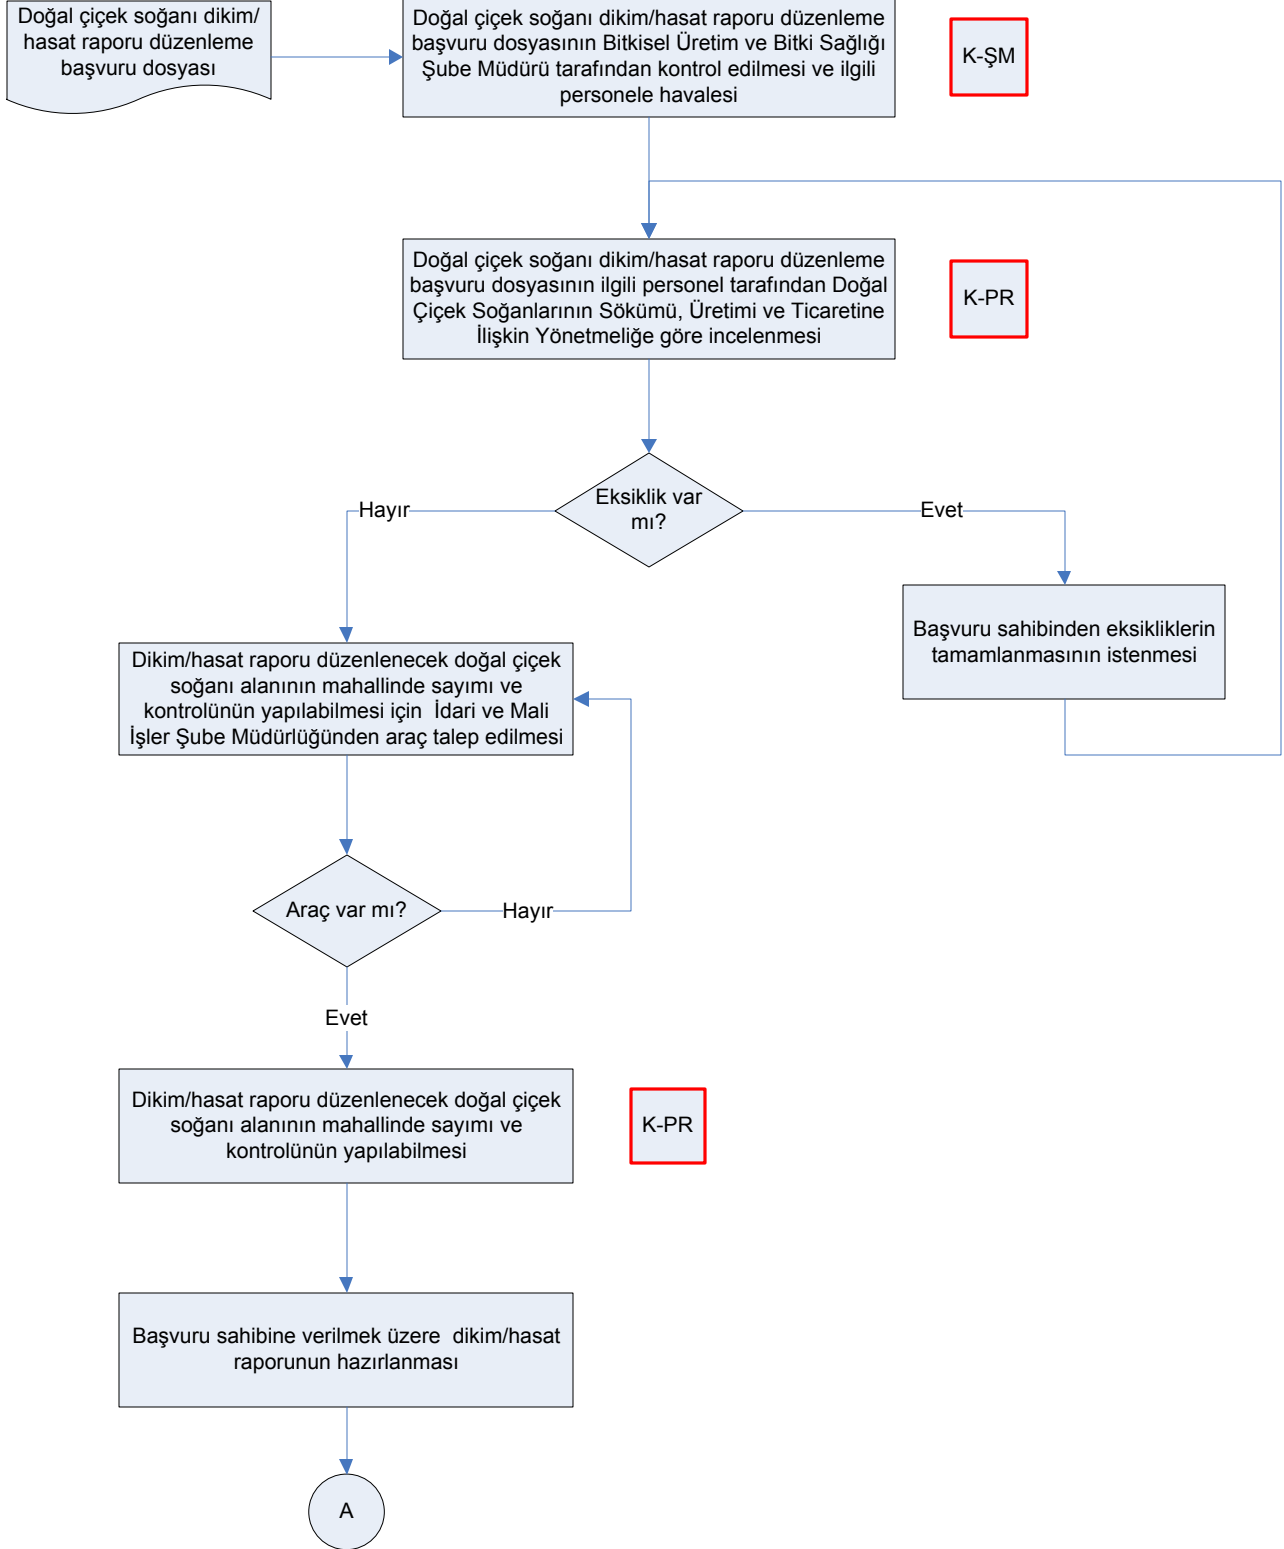 Doğal çiçek soğanı dikim/
hasat raporu düzenleme
başvuru dosyası
Doğal çiçek soğanı dikim/hasat raporu düzenleme
başvuru dosyasının Bitkisel Üretim ve Bitki Sağlığı
Şube Müdürü tarafından kontrol edilmesi ve ilgili
personele havalesi
K-ŞM
Doğal çiçek soğanı dikim/hasat raporu düzenleme
başvuru dosyasının ilgili personel tarafından Doğal
Çiçek Soğanlarının Sökümü, Üretimi ve Ticaretine
İlişkin Yönetmeliğe göre incelenmesi
K-PR
Eksiklik var
mı?
Hayır
Evet
Başvuru sahibinden eksikliklerin
tamamlanmasının istenmesi
Dikim/hasat raporu düzenlenecek doğal çiçek
soğanı alanının mahallinde sayımı ve
kontrolünün yapılabilmesi için İdari ve Mali
İşler Şube Müdürlüğünden araç talep edilmesi
Araç var mı?
Hayır
Evet
Dikim/hasat raporu düzenlenecek doğal çiçek
soğanı alanının mahallinde sayımı ve
kontrolünün yapılabilmesi
K-PR
Başvuru sahibine verilmek üzere dikim/hasat
raporunun hazırlanması
A